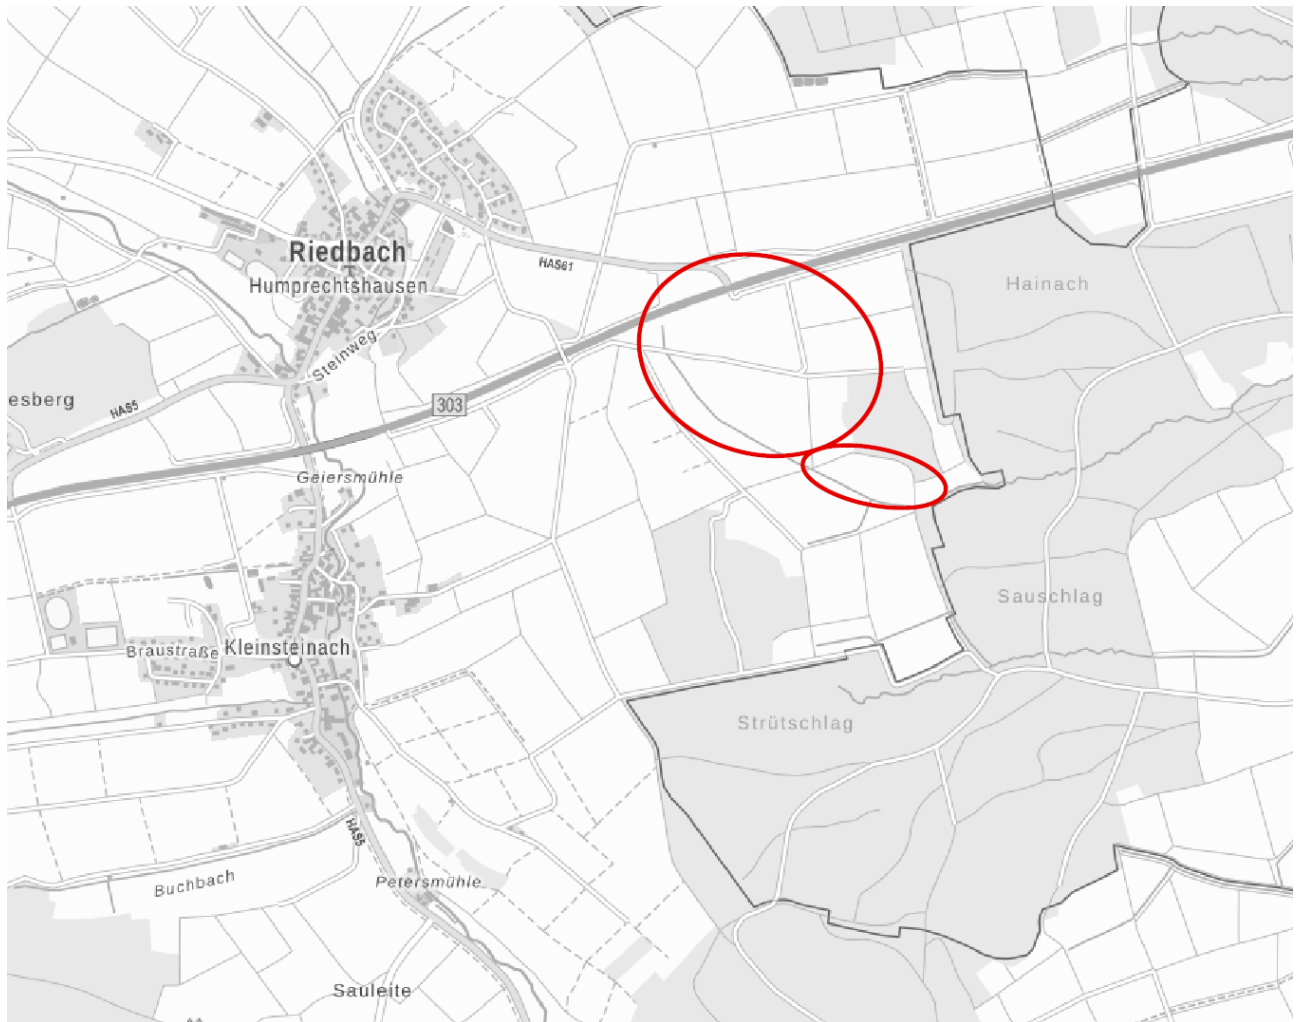 Riedbach
Humprechtshausen
HAS61
Hainach
Steinweg
esberg
HAS5
303
Geiersmühle
Sauschlag
Braustraße
Kleinsteinach
Strütschlag
HAS5
Buchbach
Petersmühle
Sauleite